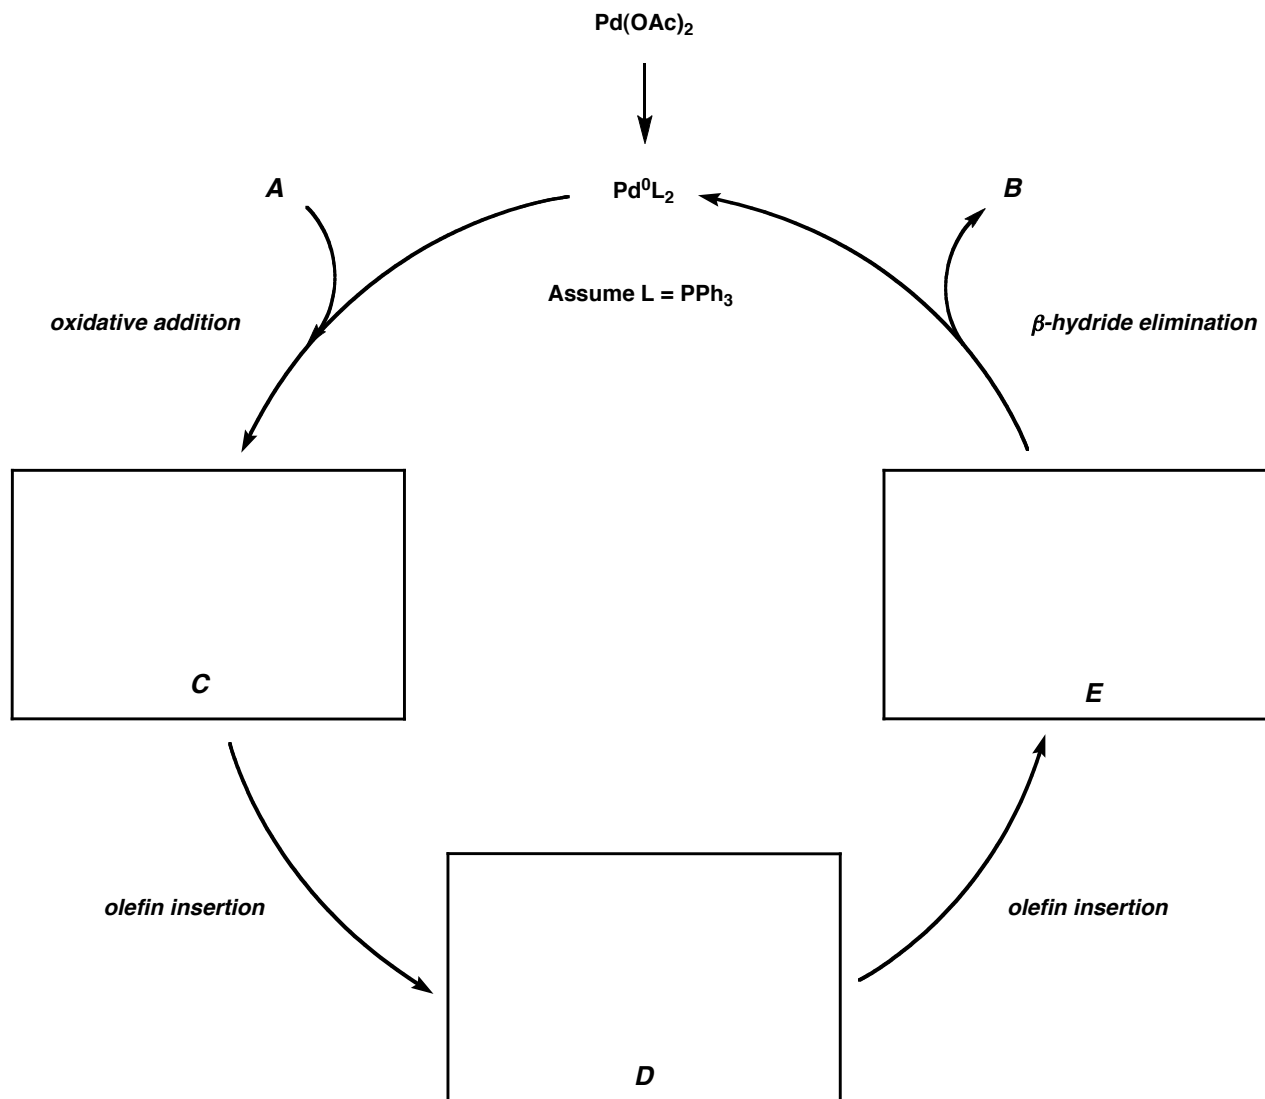 Pd(OAc)₂
A
Pd⁰L₂
B
Assume L = PPh₃
oxidative addition
β-hydride elimination
C
E
olefin insertion
olefin insertion
D